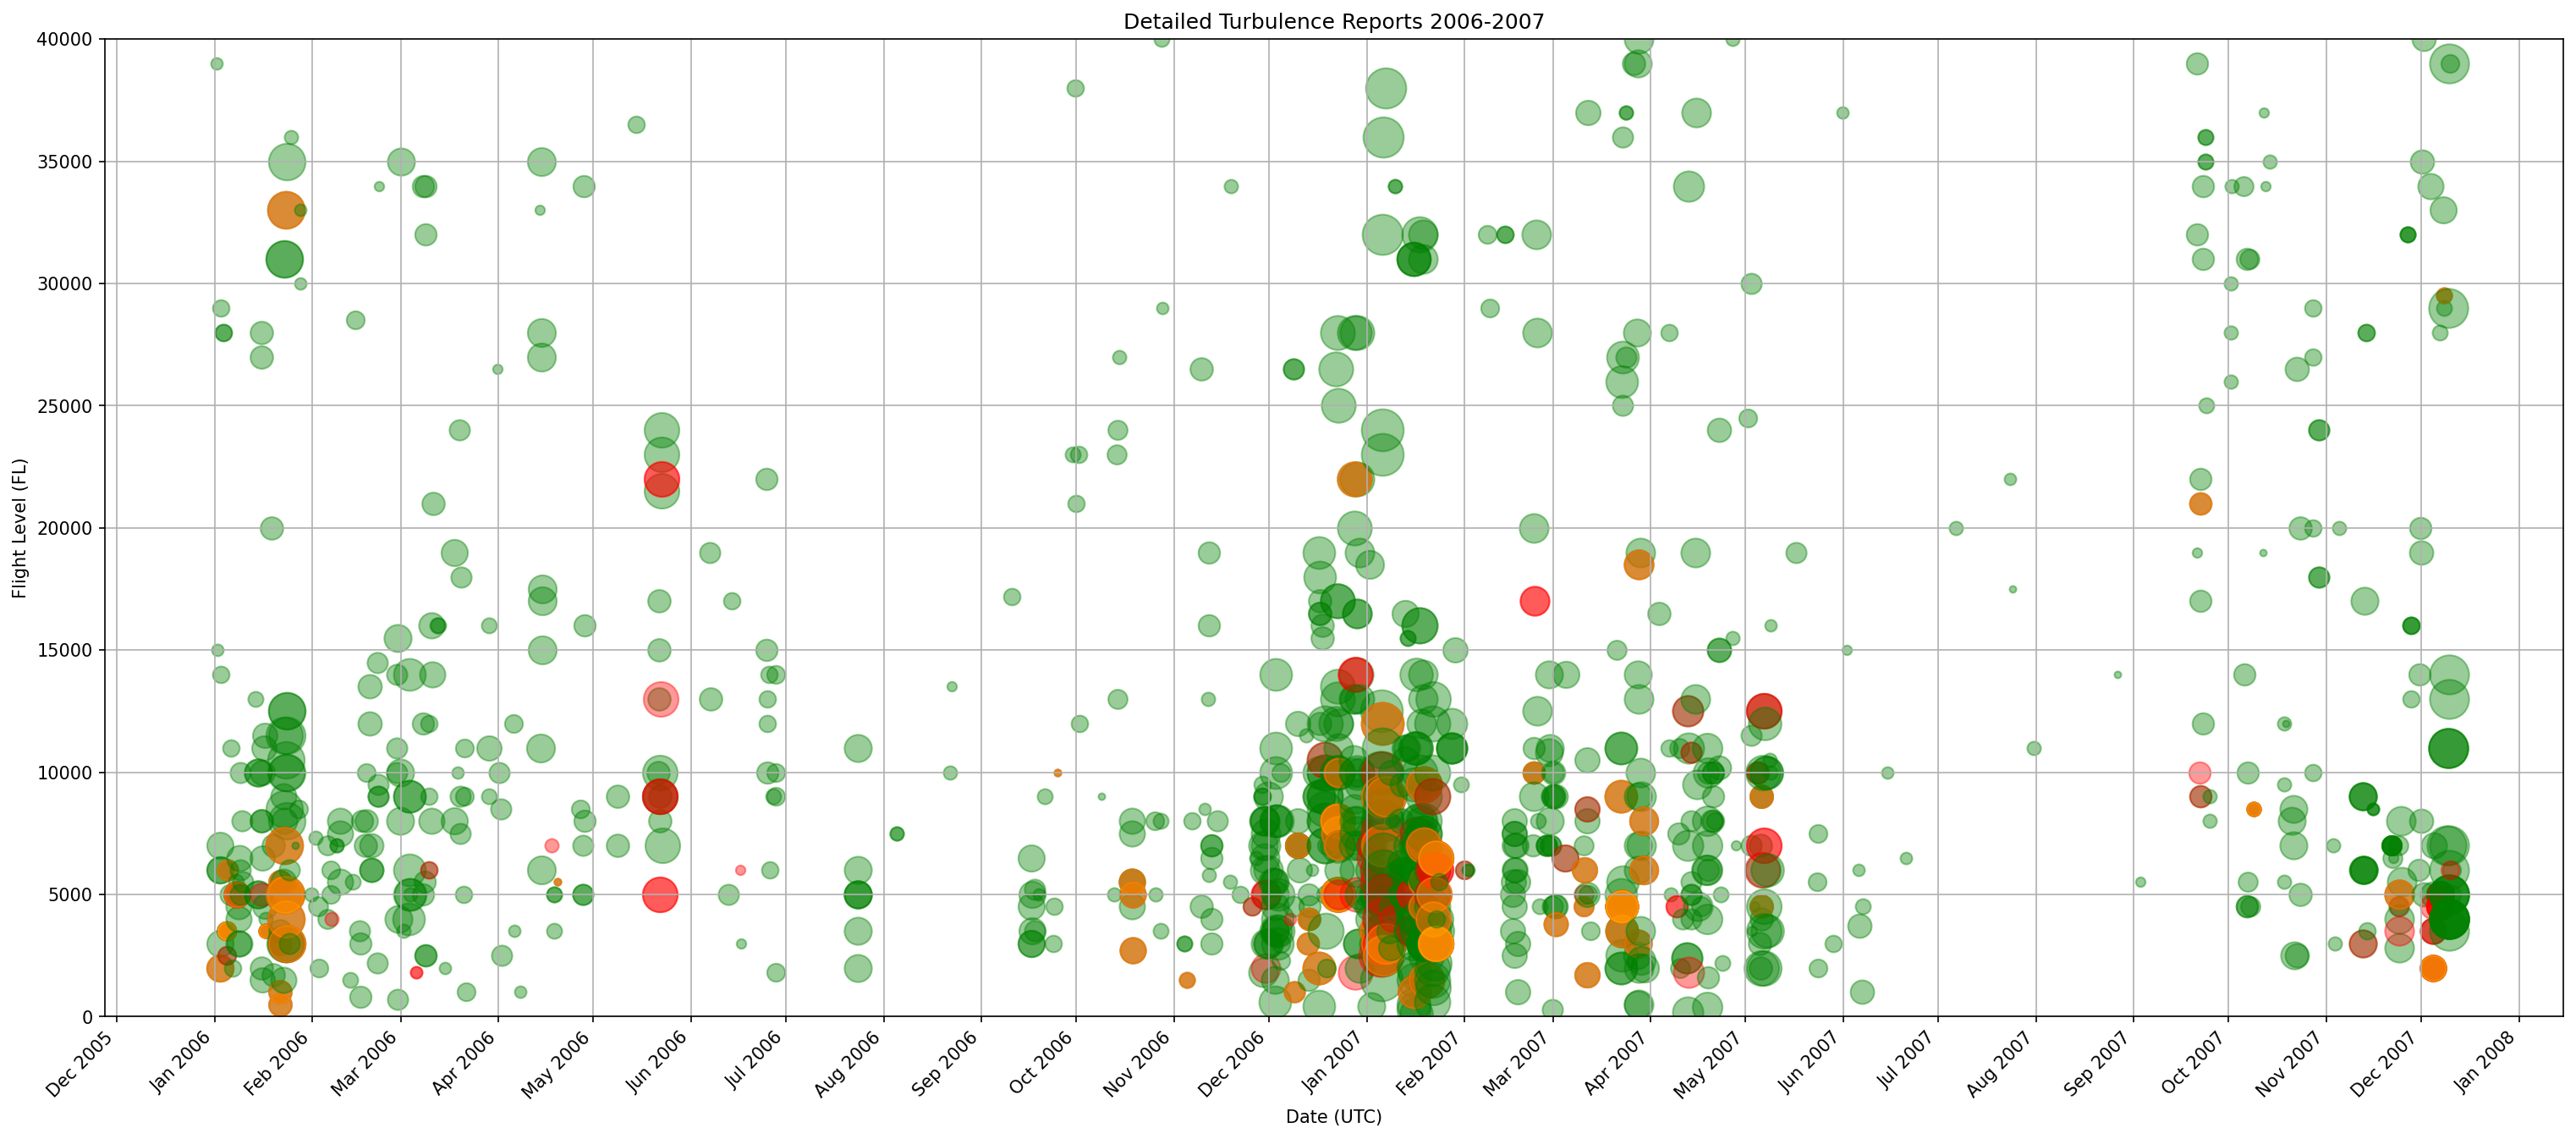 Detailed Turbulence Reports 2006-2007
40000
35000
30000
25000
20000
15000
10000
5000
0
Flight Level (FL)
Dec 2005
Jan 2006
Feb 2006
Mar 2006
Apr 2006
May 2006
Jun 2006
Jul 2006
Aug 2006
Sep 2006
Oct 2006
Nov 2006
Dec 2006
Jan 2007
Feb 2007
Mar 2007
Apr 2007
May 2007
Jun 2007
Jul 2007
Aug 2007
Sep 2007
Oct 2007
Nov 2007
Dec 2007
Jan 2008
Date (UTC)